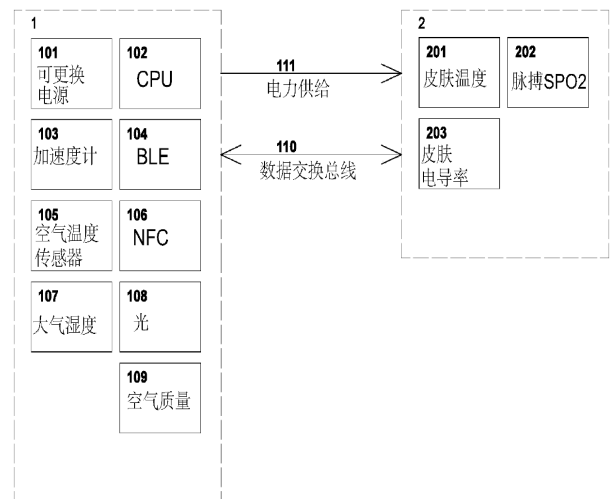 1
101
可更换
电源
102
CPU
103
加速度计
104
BLE
105
空气温度
传感器
106
NFC
107
大气湿度
108
光
109
空气质量
111
电力供给
110
数据交换总线
2
201
皮肤温度
202
脉搏SPO2
203
皮肤
电导率